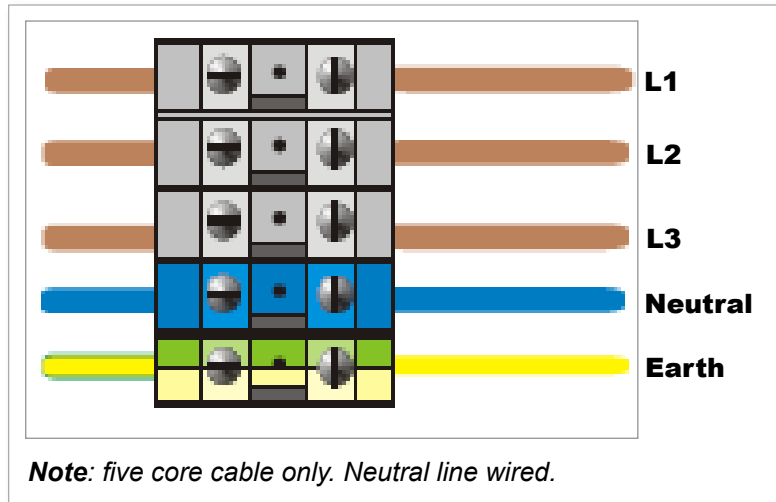 L1
L2
L3
Neutral
Earth
Note: five core cable only. Neutral line wired.